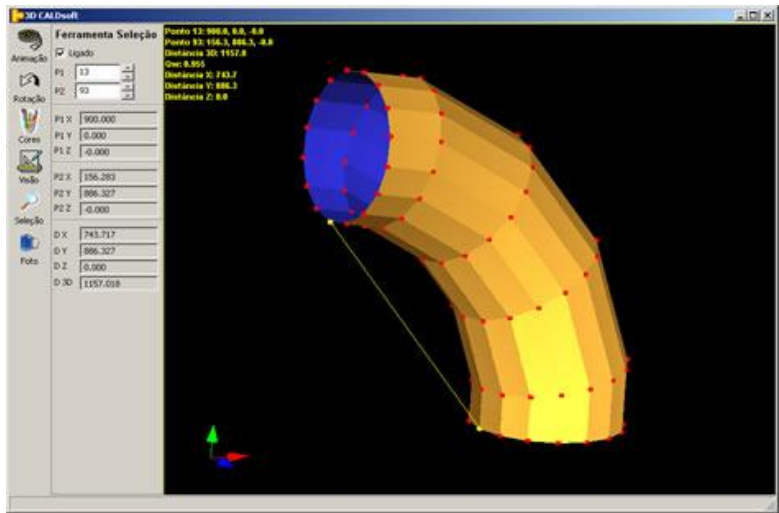 3D CALDsoft
Animação
Rotação
Cores
Visão
Seleção
Foto
Ferramenta Seleção
Ligado
P1 13
P2 93
P1 X 900.000
P1 Y 0.000
P1 Z -0.000
P2 X 156.283
P2 Y 886.327
P2 Z -0.000
D X 743.717
D Y 886.327
D Z 0.000
D 3D 1157.018
Ponto 13: 900.0, 0.0, -0.0
Ponto 93: 156.3, 886.3, -0.0
Distância 3D: 1157.0
0.955
Distância X: 743.7
Distância Y: 886.3
Distância Z: 0.0